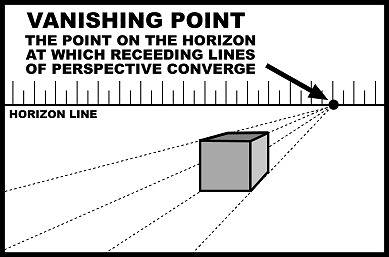 VANISHING POINT
THE POINT ON THE HORIZON
AT WHICH RECEEDING LINES
OF PERSPECTIVE CONVERGE
HORIZON LINE